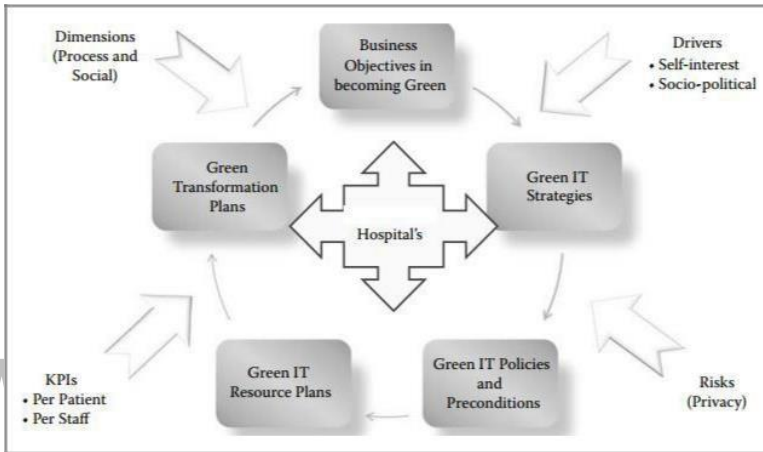 Dimensions
(Process and
Social)
Business
Objectives in
becoming Green
Drivers
• Self-interest
• Socio-political
Green
Transformation
Plans
Green IT
Strategies
Hospital's
KPIs
• Per Patient
• Per Staff
Green IT
Resource Plans
Green IT Policies
and
Preconditions
Risks
(Privacy)